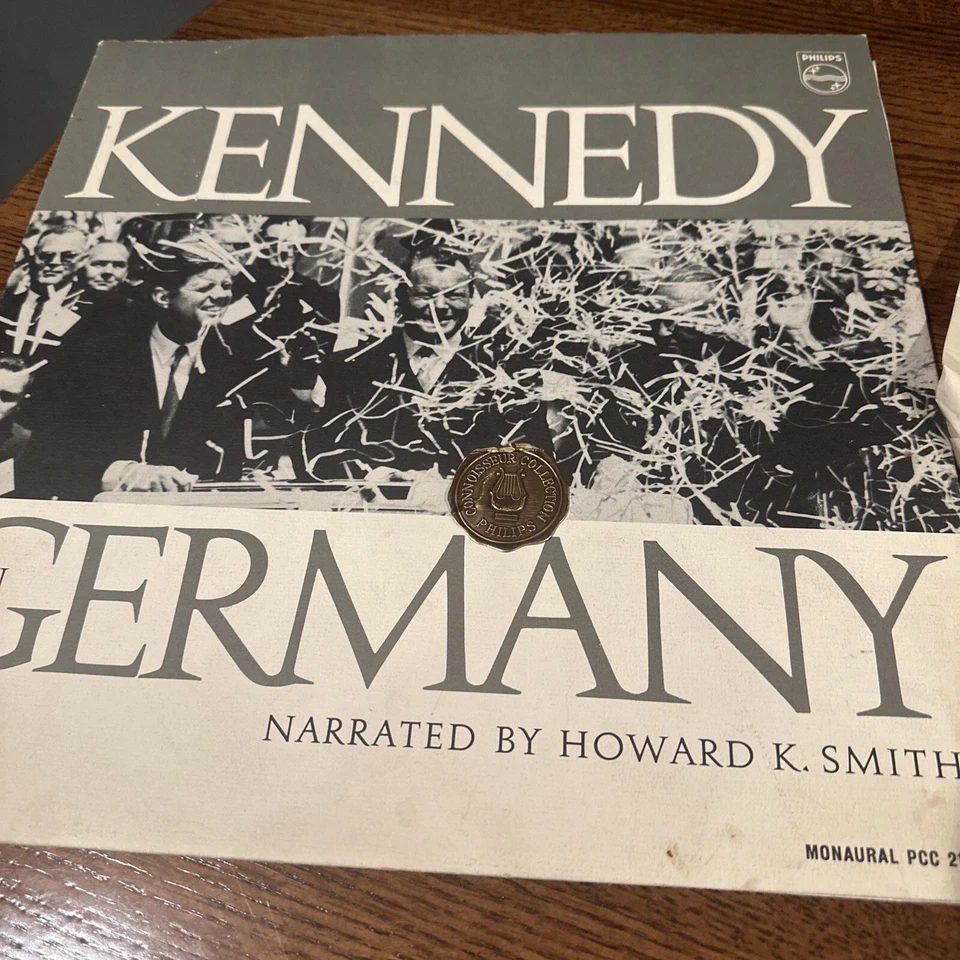 PHILIPS
KENNEDY
CONNOISSEUR COLLECTION
PHILIPS
GERMANY
NARRATED BY HOWARD K. SMITH
MONAURAL PCC